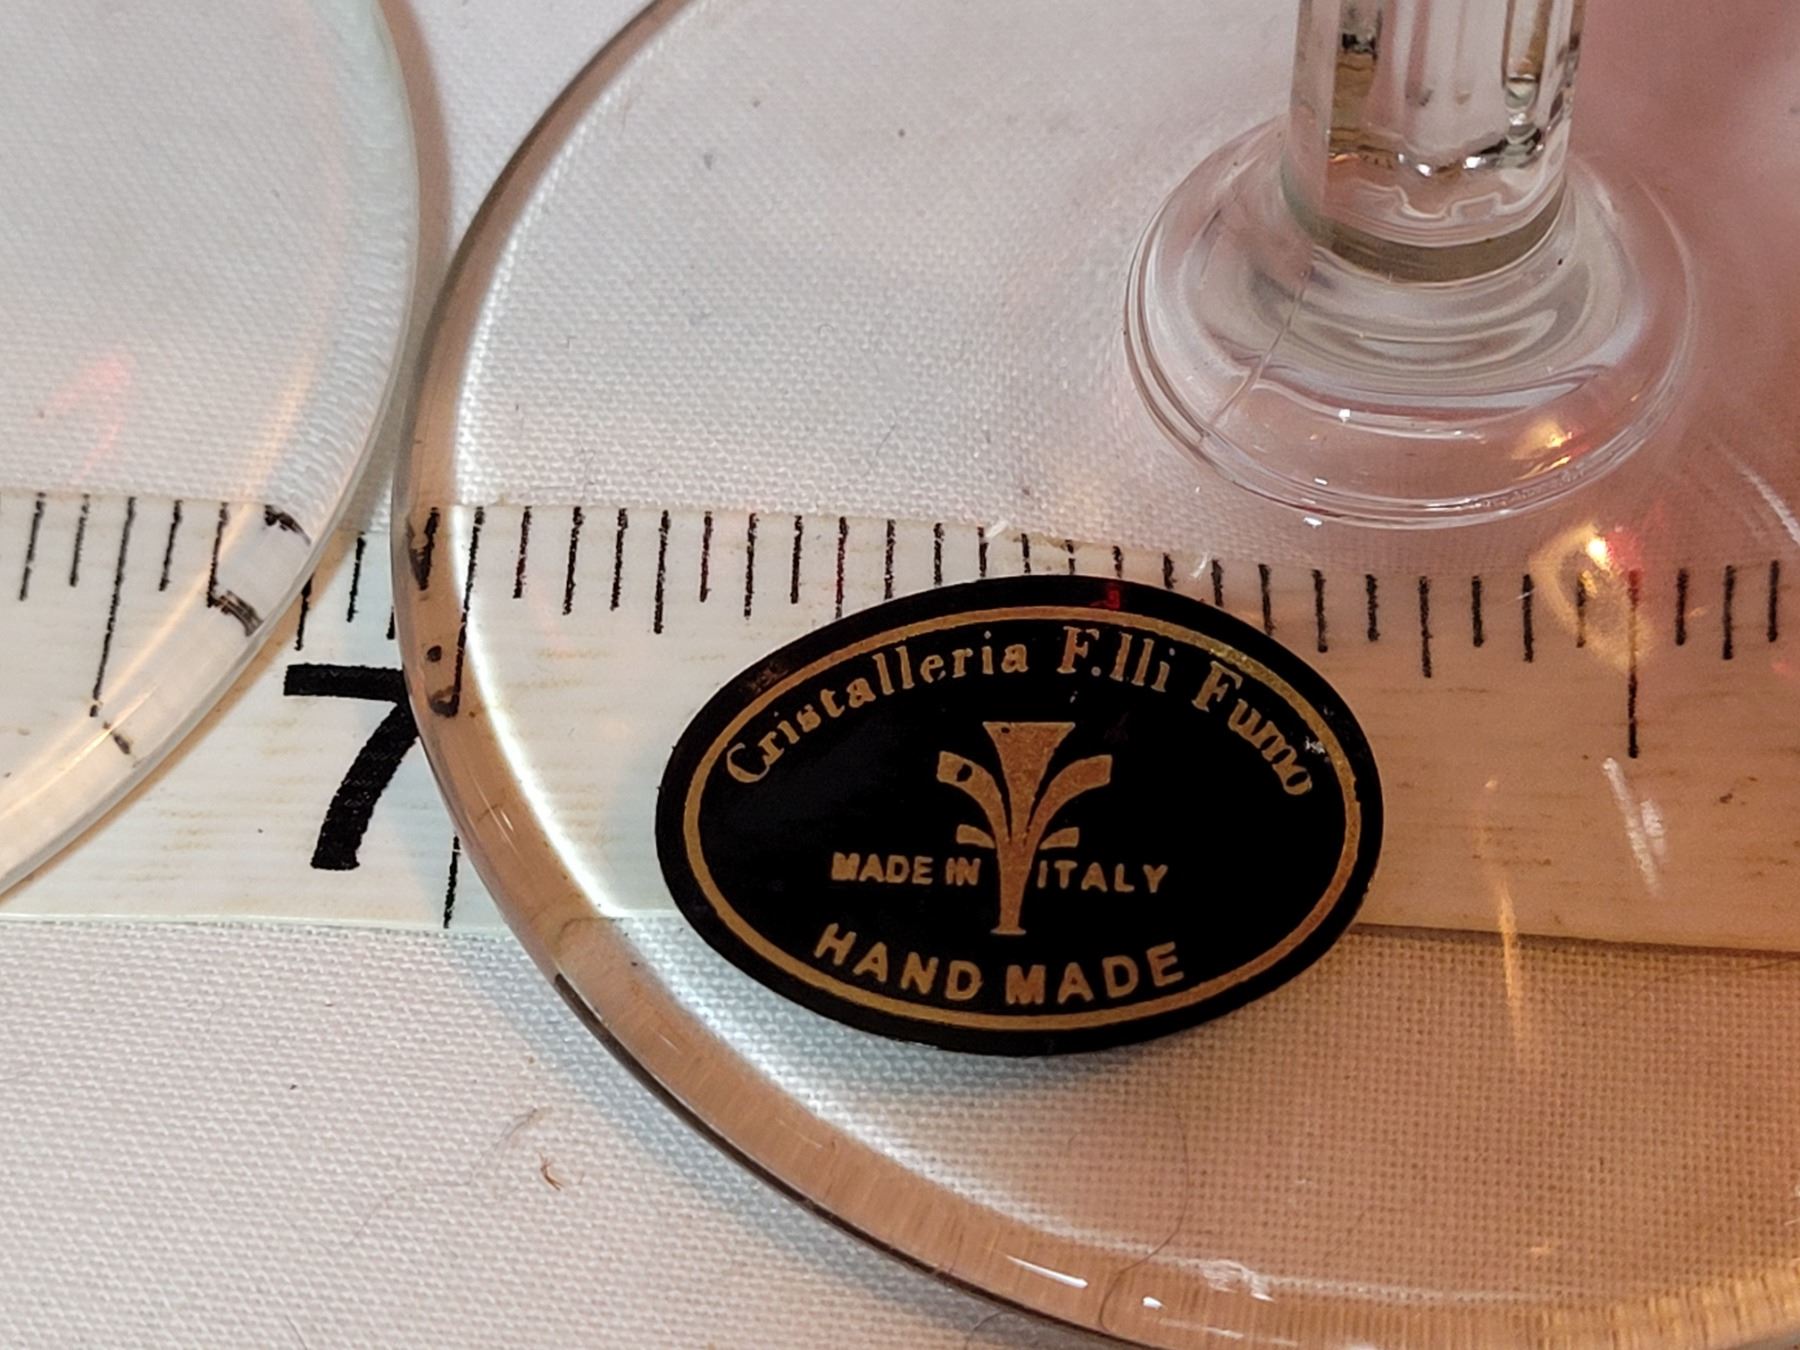 7
Cristalleria F.lli Fumo
MADE IN ITALY
HAND MADE